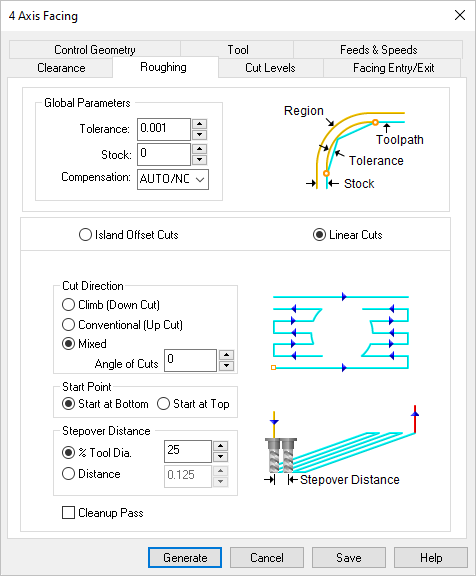 4 Axis Facing
Control Geometry
Tool
Feeds & Speeds
Clearance
Roughing
Cut Levels
Facing Entry/Exit
Global Parameters
Tolerance: 0.001
Stock: 0
Compensation: AUTO/NC
Region
Toolpath
Tolerance
Stock
Island Offset Cuts
Linear Cuts
Cut Direction
Climb (Down Cut)
Conventional (Up Cut)
Mixed
Angle of Cuts 0
Start Point
Start at Bottom
Start at Top
Stepover Distance
% Tool Dia. 25
Distance 0.125
Stepover Distance
Cleanup Pass
Generate
Cancel
Save
Help